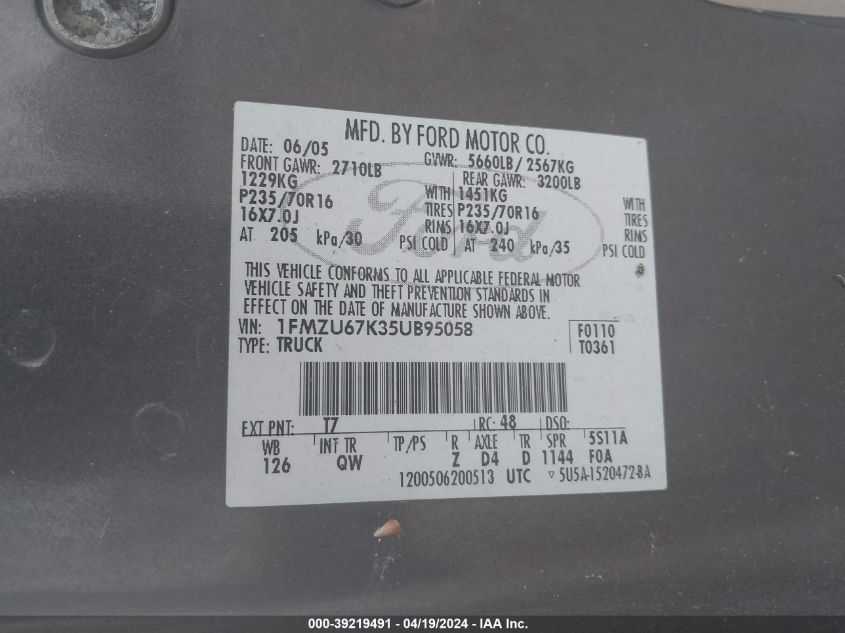 MFD. BY FORD MOTOR CO.
DATE: 06/05 GVWR: 5660LB / 2567KG
FRONT GAWR: 2710LB REAR GAWR: 3200LB
1229KG WITH 1451KG WITH
P235/70R16 TIRES P235/70R16 TIRES
16X7.0J RIMS 16X7.0J RIMS
AT 205 kPa/30 PSI COLD AT 240 kPa/35 PSI COLD
Ford
THIS VEHICLE CONFORMS TO ALL APPLICABLE FEDERAL MOTOR
VEHICLE SAFETY AND THEFT PREVENTION STANDARDS IN
EFFECT ON THE DATE OF MANUFACTURE SHOWN ABOVE.
VIN: 1FMZU67K35UB95058 F0110
TYPE: TRUCK T0361
EXT PNT: T7 RC: 48 DSO:
WB INT TR TP/PS R AXLE TR SPR 5S11A
126 QW Z D4 D 1144 F0A
1200506200513 UTC ▽ 5U5A-1520472-BA
000-39219491 - 04/19/2024 - IAA Inc.